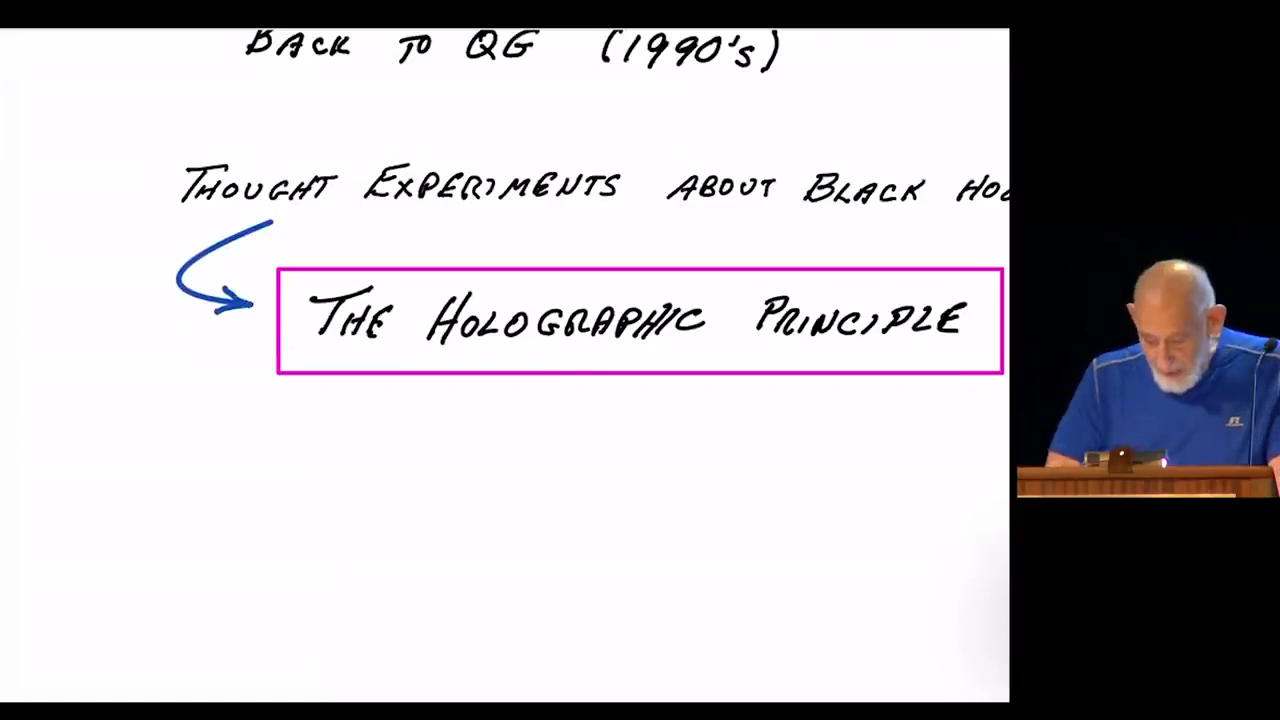 BACK TO QG (1990's)
THOUGHT EXPERIMENTS ABOUT BLACK
THE HOLOGRAPHIC PRINCIPLE